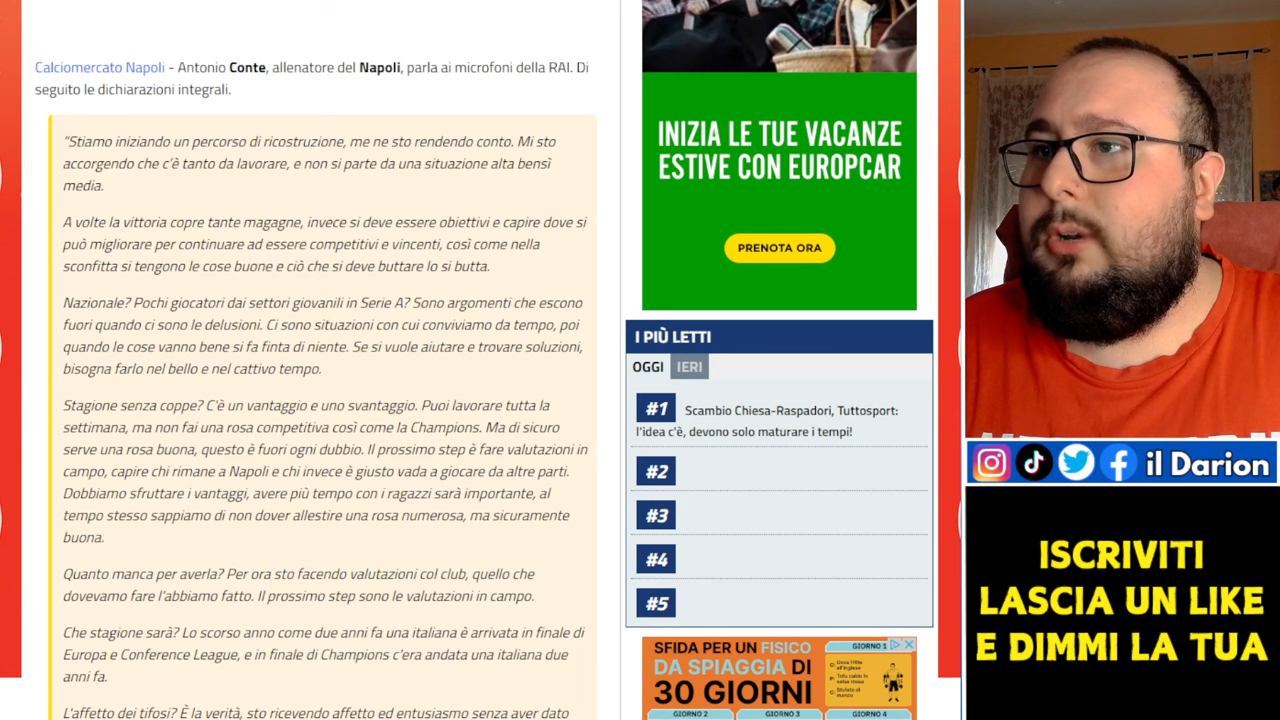 Calciomercato Napoli - Antonio Conte, allenatore del Napoli, parla ai microfoni della RAI. Di
seguito le dichiarazioni integrali.
“Stiamo iniziando un percorso di ricostruzione, me ne sto rendendo conto. Mi sto
accorgendo che c'è tanto da lavorare, e non si parte da una situazione alta bensì
media.
A volte la vittoria copre tante magagne, invece si deve essere obiettivi e capire dove si
può migliorare per continuare ad essere competitivi e vincenti, così come nella
sconfitta si tengono le cose buone e ciò che si deve buttare lo si butta.
Nazionale? Pochi giocatori dai settori giovanili in Serie A? Sono argomenti che escono
fuori quando ci sono le delusioni. Ci sono situazioni con cui conviviamo da tempo, poi
quando le cose vanno bene si fa finta di niente. Se si vuole aiutare e trovare soluzioni,
bisogna farlo nel bello e nel cattivo tempo.
Stagione senza coppe? C'è un vantaggio e uno svantaggio. Puoi lavorare tutta la
settimana, ma non fai una rosa competitiva così come la Champions. Ma di sicuro
serve una rosa buona, questo è fuori ogni dubbio. Il prossimo step è fare valutazioni in
campo, capire chi rimane a Napoli e chi invece è giusto vada a giocare da altre parti.
Dobbiamo sfruttare i vantaggi, avere più tempo con i ragazzi sarà importante, al
tempo stesso sappiamo di non dover allestire una rosa numerosa, ma sicuramente
buona.
Quanto manca per averla? Per ora sto facendo valutazioni col club, quello che
dovevamo fare l'abbiamo fatto. Il prossimo step sono le valutazioni in campo.
Che stagione sarà? Lo scorso anno come due anni fa una italiana è arrivata in finale di
Europa e Conference League, e in finale di Champions c'era andata una italiana due
anni fa.
L'affetto dei tifosi? È la verità, sto ricevendo affetto ed entusiasmo senza aver dato
INIZIA LE TUE VACANZE
ESTIVE CON EUROPCAR
PRENOTA ORA
I PIÙ LETTI
OGGI IERI
#1 Scambio Chiesa-Raspadori, Tuttosport:
l'idea c'è, devono solo maturare i tempi!
#2
#3
#4
#5
SFIDA PER UN FISICO
DA SPIAGGIA DI
30 GIORNI
GIORNO 1
GIORNO 2 GIORNO 3 GIORNO 4
il Darion
ISCRIVITI
LASCIA UN LIKE
E DIMMI LA TUA